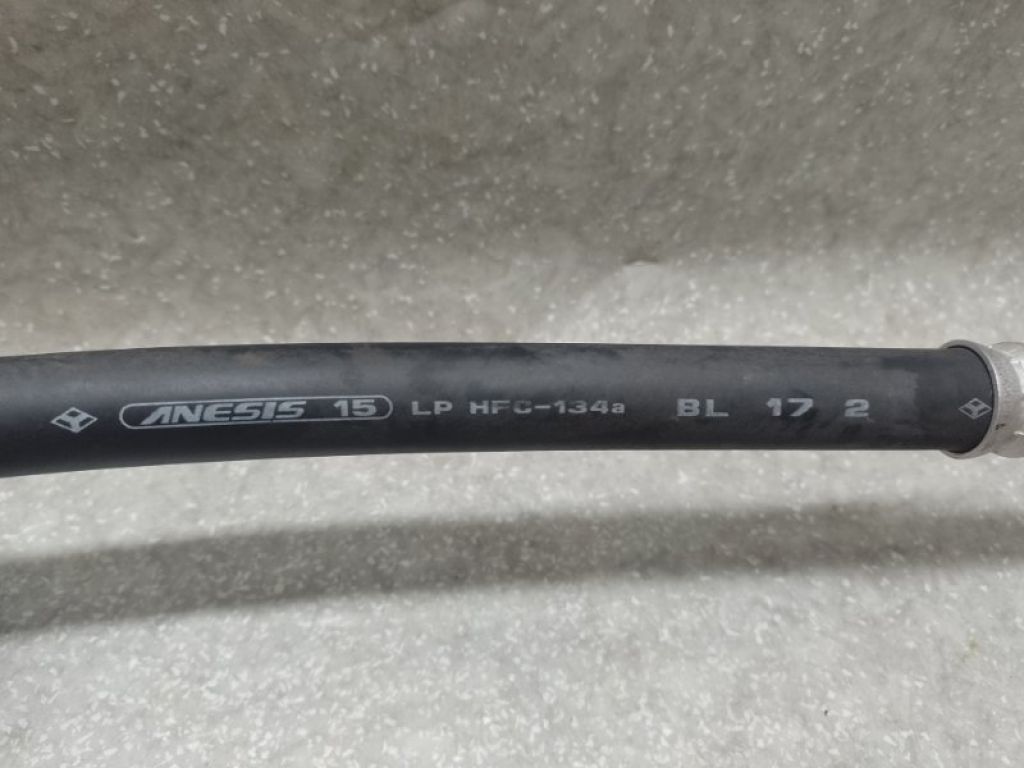 ANESIS 15 LP HFC-134a BL 17 2